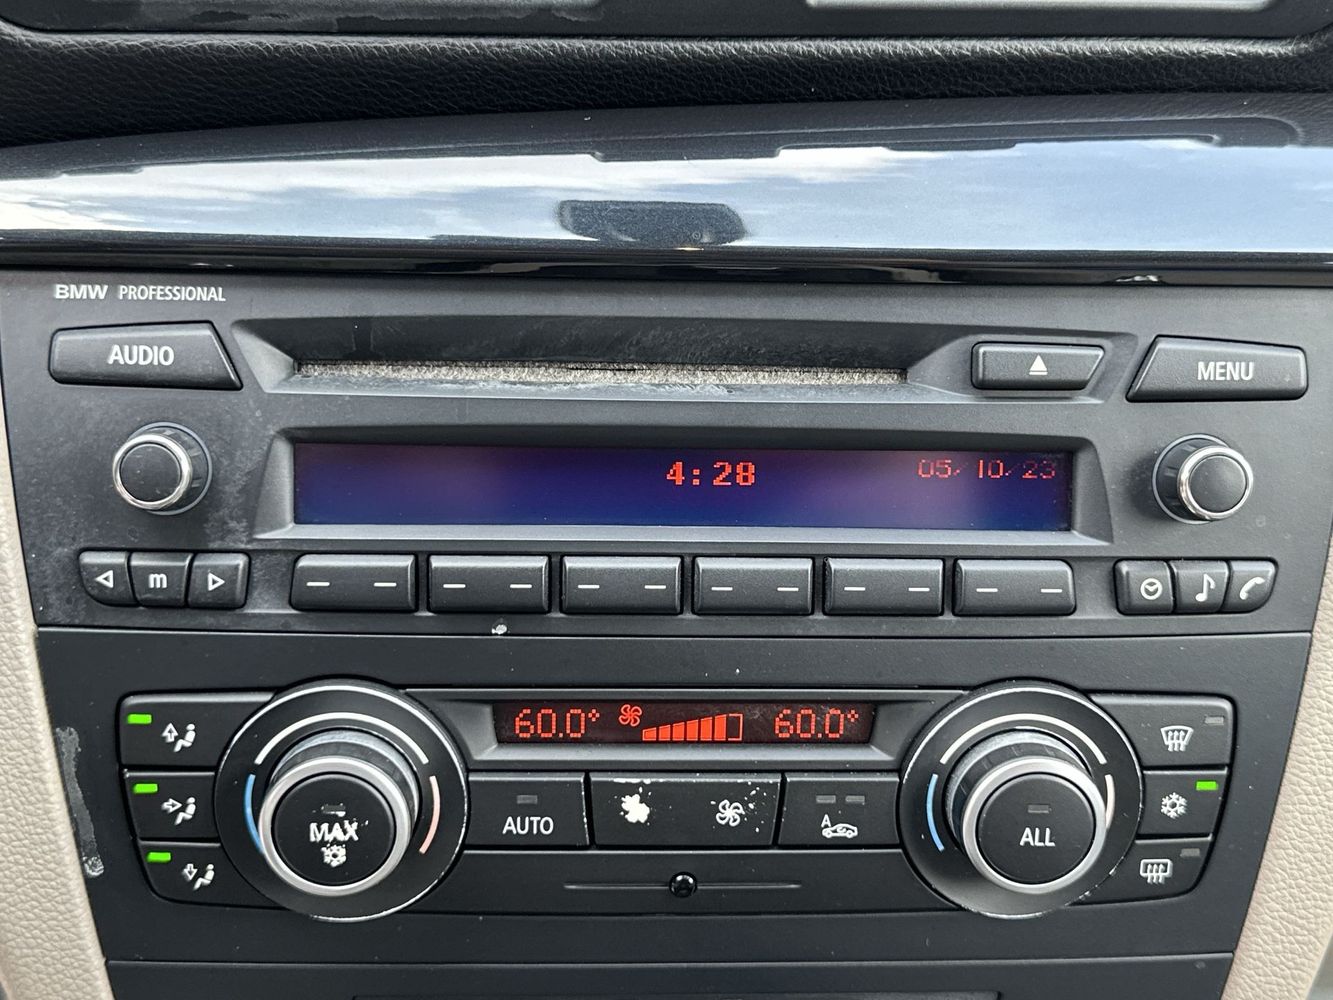 BMW PROFESSIONAL
AUDIO
MENU
4:28
05/10/23
m
60.0°
60.0°
MAX
AUTO
A
ALL